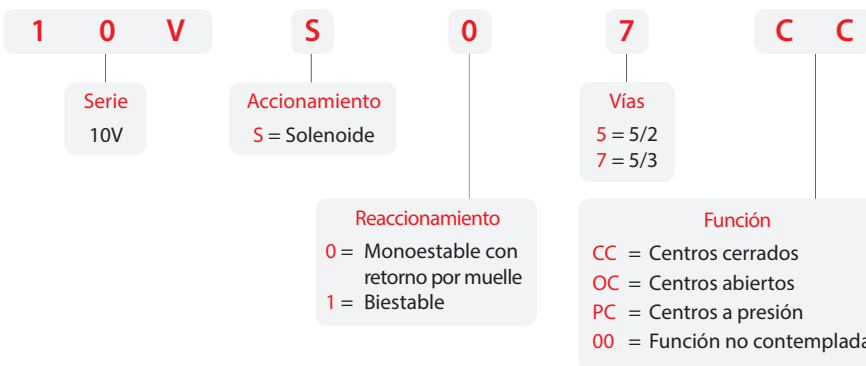 1 0 V S 0 7 C C
Serie
10V
Accionamiento
S = Solenoide
Vías
5 = 5/2
7 = 5/3
Reaccionamiento
0 = Monoestable con
retorno por muelle
1 = Biestable
Función
CC = Centros cerrados
OC = Centros abiertos
PC = Centros a presión
00 = Función no contemplada